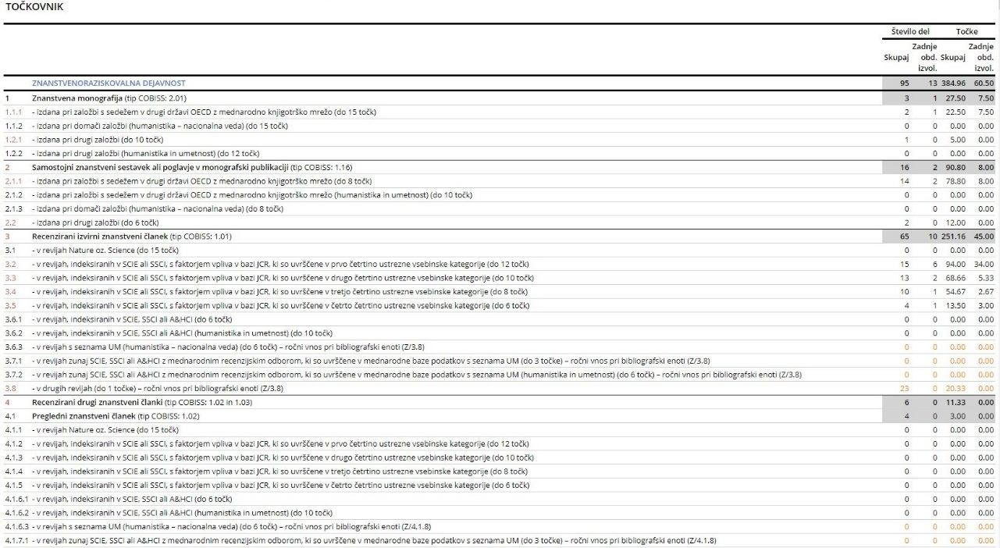 TOČKOVNIK
Število del Točke
Skupaj Zadnje obd. izvol. Skupaj Zadnje obd. izvol.
ZNANSTVENORAZISKOVALNA DEJAVNOST 95 13 384.96 60.50
1 Znanstvena monografija (tip COBISS: 2.01) 3 1 27.50 7.50
1.1.1 - izdana pri založbi s sedežem v drugi državi OECD z mednarodno knjigotrško mrežo (do 15 točk) 2 1 22.50 7.50
1.1.2 - izdana pri domači založbi (humanistika – nacionalna veda) (do 15 točk) 0 0 0.00 0.00
1.2.1 - izdana pri drugi založbi (do 10 točk) 1 0 5.00 0.00
1.2.2 - izdana pri drugi založbi (humanistika in umetnost) (do 12 točk) 0 0 0.00 0.00
2 Samostojni znanstveni sestavek ali poglavje v monografski publikaciji (tip COBISS: 1.16) 16 2 90.80 8.00
2.1.1 - izdana pri založbi s sedežem v drugi državi OECD z mednarodno knjigotrško mrežo (do 8 točk) 14 2 78.80 8.00
2.1.2 - izdana pri založbi s sedežem v drugi državi OECD z mednarodno knjigotrško mrežo (humanistika in umetnost) (do 10 točk) 0 0 0.00 0.00
2.1.3 - izdana pri domači založbi (humanistika – nacionalna veda) (do 8 točk) 0 0 0.00 0.00
2.2 - izdana pri drugi založbi (do 6 točk) 2 0 12.00 0.00
3 Recenzirani izvirni znanstveni članek (tip COBISS: 1.01) 65 10 251.16 45.00
3.1 - v revijah Nature oz. Science (do 15 točk) 0 0 0.00 0.00
3.2 - v revijah, indeksiranih v SCIE ali SSCI, s faktorjem vpliva v bazi JCR, ki so uvrščene v prvo četrtino ustrezne vsebinske kategorije (do 12 točk) 15 6 94.00 34.00
3.3 - v revijah, indeksiranih v SCIE ali SSCI, s faktorjem vpliva v bazi JCR, ki so uvrščene v drugo četrtino ustrezne vsebinske kategorije (do 10 točk) 13 2 68.66 5.33
3.4 - v revijah, indeksiranih v SCIE ali SSCI, s faktorjem vpliva v bazi JCR, ki so uvrščene v tretjo četrtino ustrezne vsebinske kategorije (do 8 točk) 10 1 54.67 2.67
3.5 - v revijah, indeksiranih v SCIE ali SSCI, s faktorjem vpliva v bazi JCR, ki so uvrščene v četrto četrtino ustrezne vsebinske kategorije (do 6 točk) 4 1 13.50 3.00
3.6.1 - v revijah, indeksiranih v SCIE, SSCI ali A&HCI (do 6 točk) 0 0 0.00 0.00
3.6.2 - v revijah, indeksiranih v SCIE, SSCI ali A&HCI (humanistika in umetnost) (do 10 točk) 0 0 0.00 0.00
3.6.3 - v revijah s seznama UM (humanistika – nacionalna veda) (do 6 točk) – ročni vnos pri bibliografski enoti (Z/3.8) 0 0 0.00 0.00
3.7.1 - v revijah zunaj SCIE, SSCI ali A&HCI z mednarodnim recenzijskim odborom, ki so uvrščene v mednarodne baze podatkov s seznama UM (do 3 točke) – ročni vnos pri bibliografski enoti (Z/3.8) 0 0 0.00 0.00
3.7.2 - v revijah zunaj SCIE, SSCI ali A&HCI z mednarodnim recenzijskim odborom, ki so uvrščene v mednarodne baze podatkov s seznama UM (humanistika in umetnost) (do 6 točk) – ročni vnos pri bibliografski enoti (Z/3.8) 0 0 0.00 0.00
3.8 - v drugih revijah (do 1 točke) – ročni vnos pri bibliografski enoti (Z/3.8) 23 0 20.33 0.00
4 Recenzirani drugi znanstveni članki (tip COBISS: 1.02 in 1.03) 6 0 11.33 0.00
4.1 Pregledni znanstveni članek (tip COBISS: 1.02) 4 0 3.00 0.00
4.1.1 - v revijah Nature oz. Science (do 15 točk) 0 0 0.00 0.00
4.1.2 - v revijah, indeksiranih v SCIE ali SSCI, s faktorjem vpliva v bazi JCR, ki so uvrščene v prvo četrtino ustrezne vsebinske kategorije (do 12 točk) 0 0 0.00 0.00
4.1.3 - v revijah, indeksiranih v SCIE ali SSCI, s faktorjem vpliva v bazi JCR, ki so uvrščene v drugo četrtino ustrezne vsebinske kategorije (do 10 točk) 0 0 0.00 0.00
4.1.4 - v revijah, indeksiranih v SCIE ali SSCI, s faktorjem vpliva v bazi JCR, ki so uvrščene v tretjo četrtino ustrezne vsebinske kategorije (do 8 točk) 0 0 0.00 0.00
4.1.5 - v revijah, indeksiranih v SCIE ali SSCI, s faktorjem vpliva v bazi JCR, ki so uvrščene v četrto četrtino ustrezne vsebinske kategorije (do 6 točk) 0 0 0.00 0.00
4.1.6.1 - v revijah, indeksiranih v SCIE, SSCI ali A&HCI (do 6 točk) 0 0 0.00 0.00
4.1.6.2 - v revijah, indeksiranih v SCIE, SSCI ali A&HCI (humanistika in umetnost) (do 10 točk) 0 0 0.00 0.00
4.1.6.3 - v revijah s seznama UM (humanistika – nacionalna veda) (do 6 točk) – ročni vnos pri bibliografski enoti (Z/4.1.8) 0 0 0.00 0.00
4.1.7.1 - v revijah zunaj SCIE, SSCI ali A&HCI z mednarodnim recenzijskim odborom, ki so uvrščene v mednarodne baze podatkov s seznama UM (do 3 točke) – ročni vnos pri bibliografski enoti (Z/4.1.8) 0 0 0.00 0.00